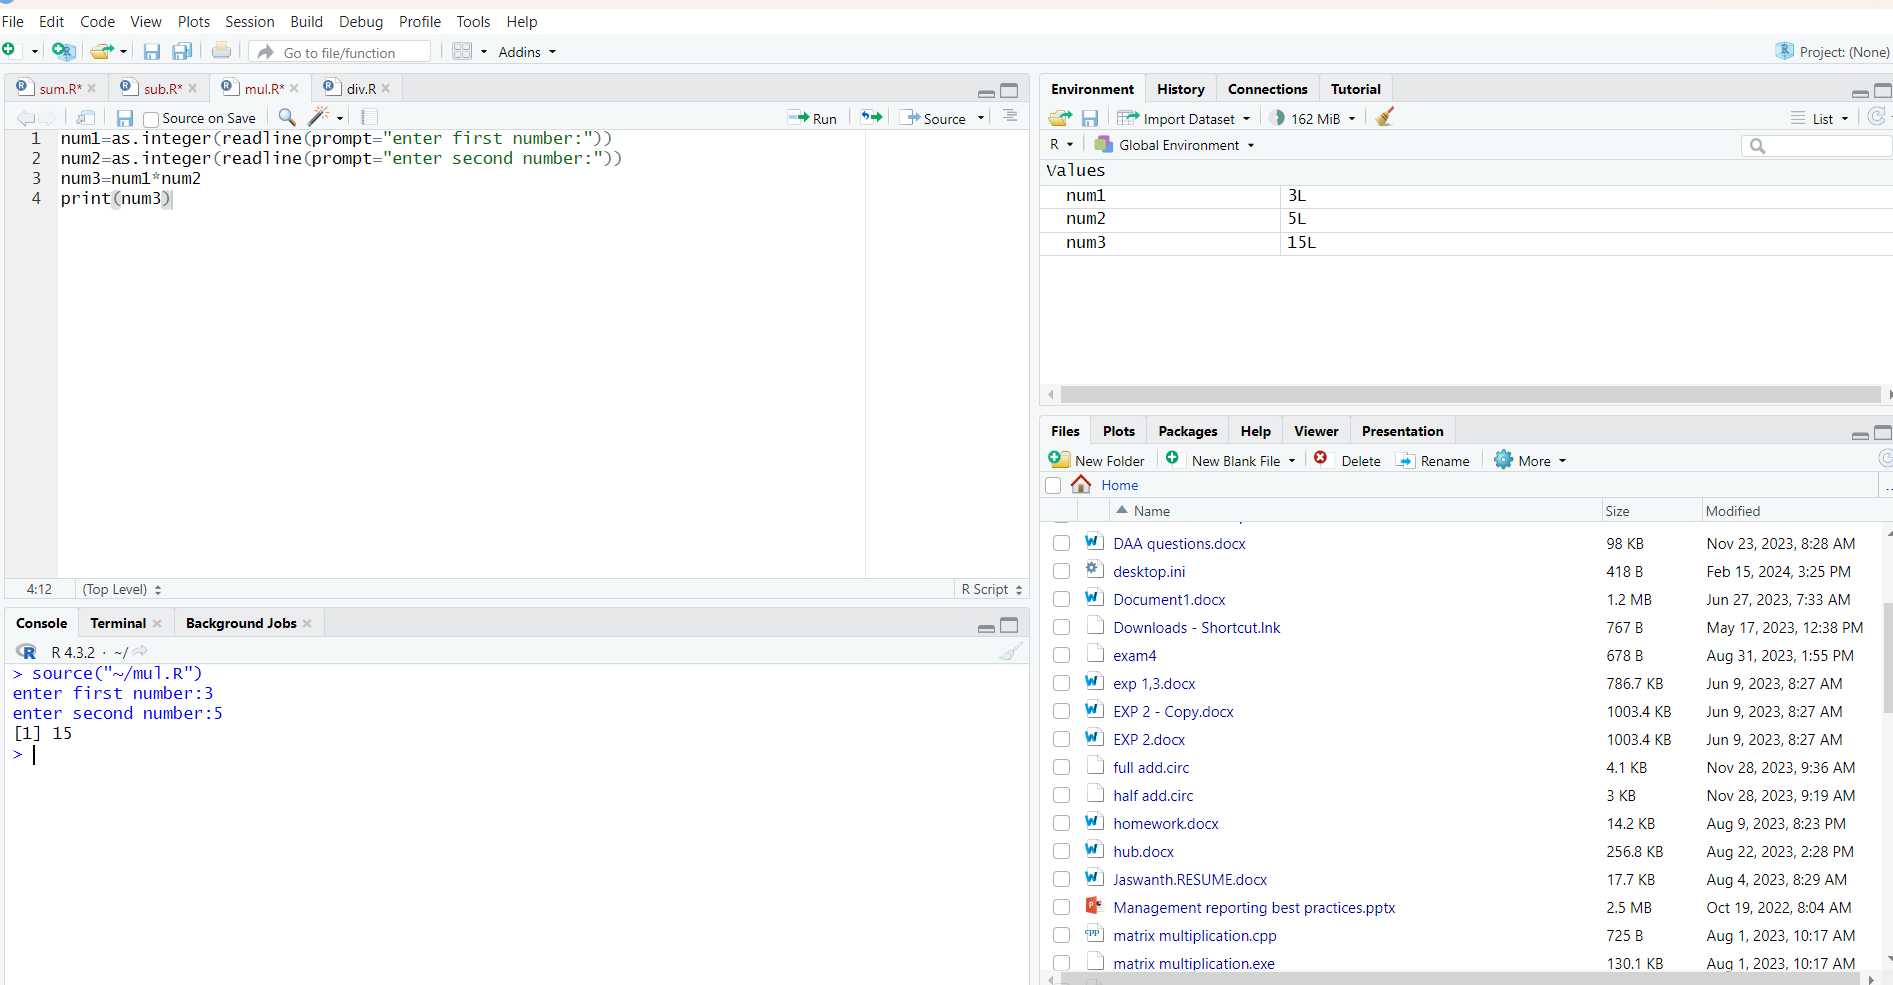 File Edit Code View Plots Session Build Debug Profile Tools Help
Go to file/function Addins Project: (None)
sum.R* sub.R* mul.R* div.R
Source on Save Run Source
1 num1=as.integer(readline(prompt="enter first number:"))
2 num2=as.integer(readline(prompt="enter second number:"))
3 num3=num1*num2
4 print(num3)
4:12 (Top Level) R Script
Console Terminal Background Jobs
R 4.3.2 · ~/
> source("~/mul.R")
enter first number:3
enter second number:5
[1] 15
>
Environment History Connections Tutorial
Import Dataset 162 MiB List
R Global Environment
Values
num1 3L
num2 5L
num3 15L
Files Plots Packages Help Viewer Presentation
New Folder New Blank File Delete Rename More
Home
Name Size Modified
DAA questions.docx 98 KB Nov 23, 2023, 8:28 AM
desktop.ini 418 B Feb 15, 2024, 3:25 PM
Document1.docx 1.2 MB Jun 27, 2023, 7:33 AM
Downloads - Shortcut.lnk 767 B May 17, 2023, 12:38 PM
exam4 678 B Aug 31, 2023, 1:55 PM
exp 1,3.docx 786.7 KB Jun 9, 2023, 8:27 AM
EXP 2 - Copy.docx 1003.4 KB Jun 9, 2023, 8:27 AM
EXP 2.docx 1003.4 KB Jun 9, 2023, 8:27 AM
full add.circ 4.1 KB Nov 28, 2023, 9:36 AM
half add.circ 3 KB Nov 28, 2023, 9:19 AM
homework.docx 14.2 KB Aug 9, 2023, 8:23 PM
hub.docx 256.8 KB Aug 22, 2023, 2:28 PM
Jaswanth.RESUME.docx 17.7 KB Aug 4, 2023, 8:29 AM
Management reporting best practices.pptx 2.5 MB Oct 19, 2022, 8:04 AM
matrix multiplication.cpp 725 B Aug 1, 2023, 10:17 AM
matrix multiplication.exe 130.1 KB Aug 1, 2023, 10:17 AM